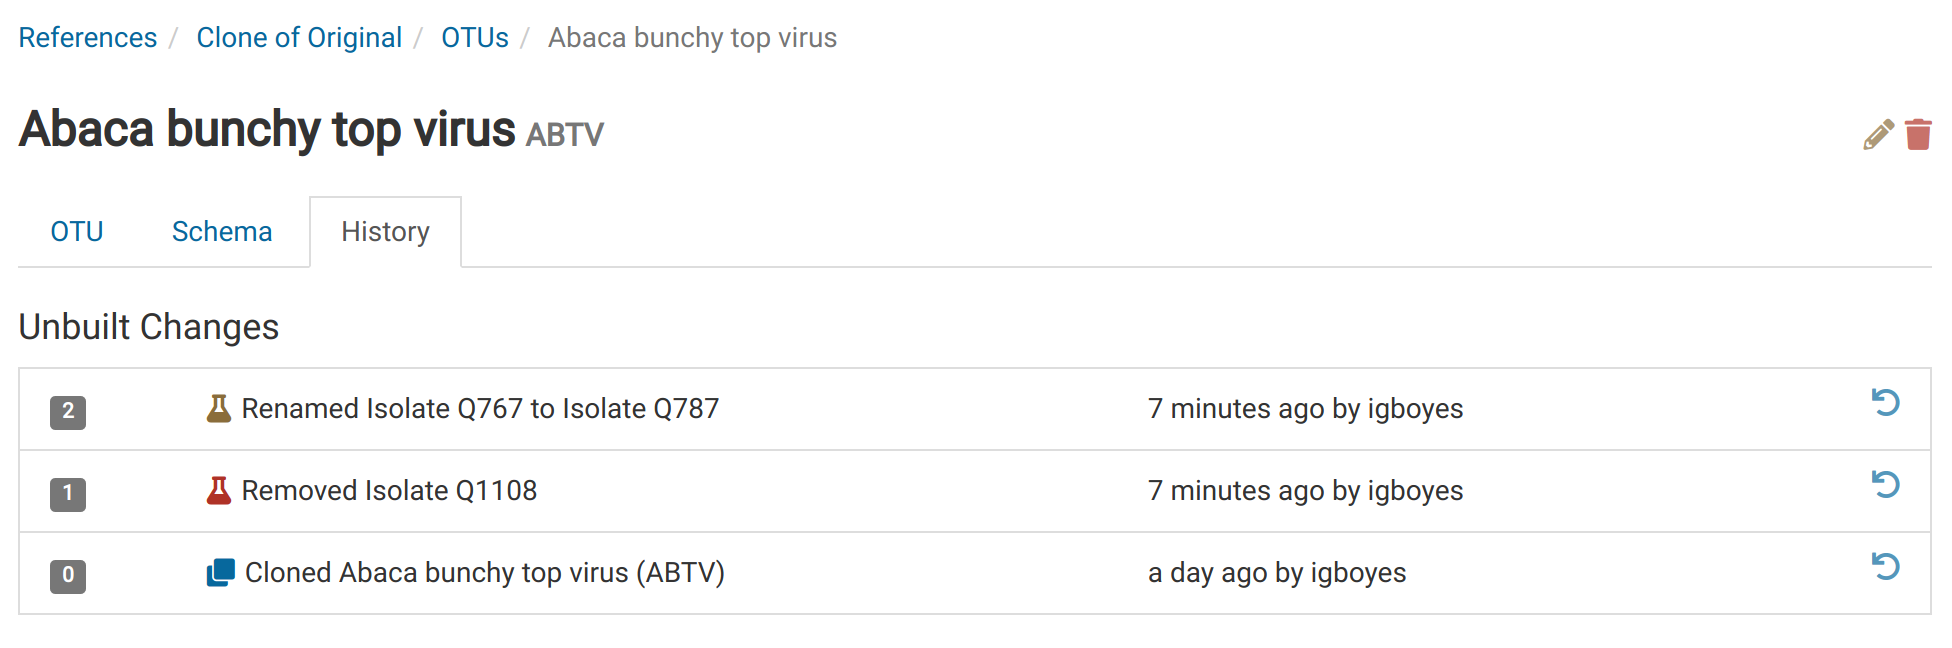 References / Clone of Original / OTUs / Abaca bunchy top virus
Abaca bunchy top virus ABTV
OTU Schema History
Unbuilt Changes
2 Renamed Isolate Q767 to Isolate Q787 7 minutes ago by igboyes
1 Removed Isolate Q1108 7 minutes ago by igboyes
0 Cloned Abaca bunchy top virus (ABTV) a day ago by igboyes